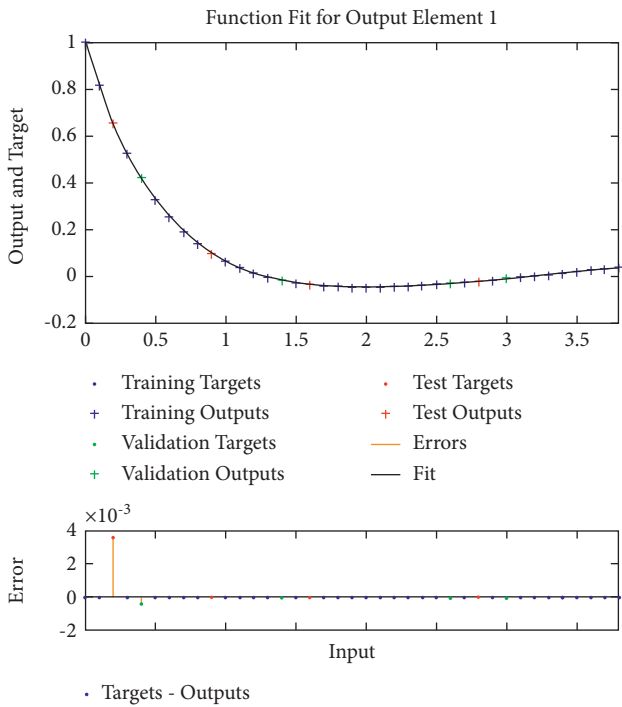 Function Fit for Output Element 1
Output and Target
1
0.8
0.6
0.4
0.2
0
-0.2
0 0.5 1 1.5 2 2.5 3 3.5
Training Targets
Training Outputs
Validation Targets
Validation Outputs
Test Targets
Test Outputs
Errors
Fit
×10^-3
Error
4
2
0
-2
Input
Targets - Outputs